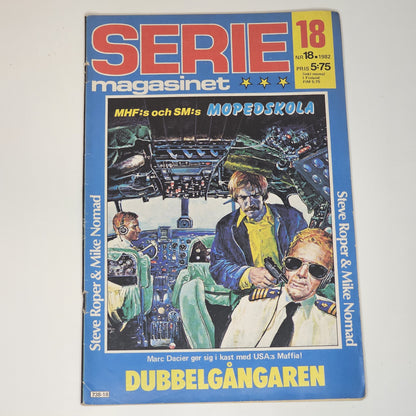 SERIE
magasinet
18
NR 18 • 1982
PRIS 5:75
MHF:s och SM:s MOPEDSKOLA
Steve Roper & Mike Nomad
Steve Roper & Mike Nomad
Marc Dacier ger sig i kast med USA:s Maffia!
DUBBELGÅNGAREN